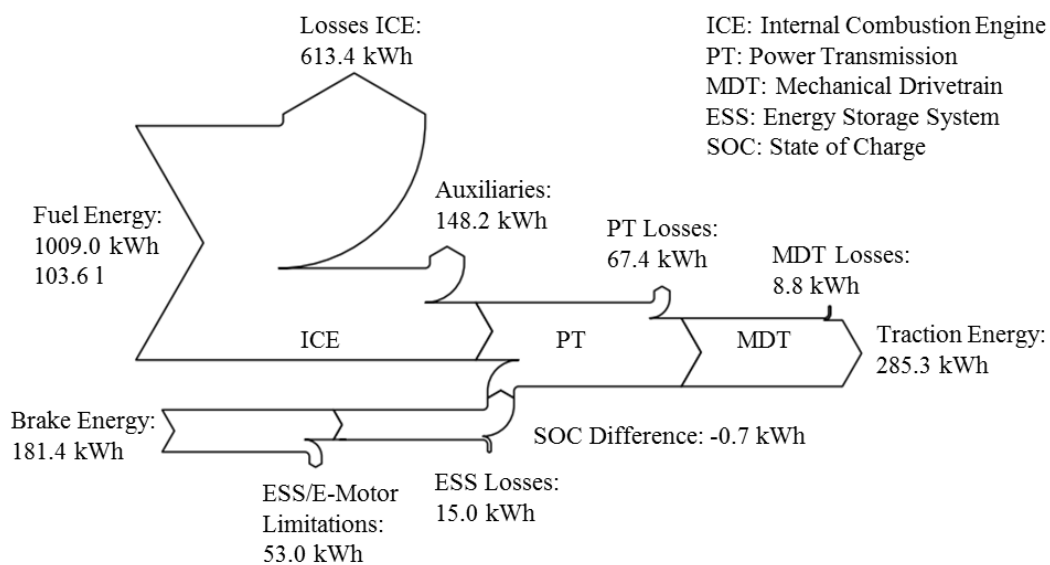 Losses ICE:
613.4 kWh
ICE: Internal Combustion Engine
PT: Power Transmission
MDT: Mechanical Drivetrain
ESS: Energy Storage System
SOC: State of Charge
Fuel Energy:
1009.0 kWh
103.6 l
Auxiliaries:
148.2 kWh
PT Losses:
67.4 kWh
MDT Losses:
8.8 kWh
ICE
PT
MDT
Traction Energy:
285.3 kWh
Brake Energy:
181.4 kWh
SOC Difference: -0.7 kWh
ESS/E-Motor
Limitations:
53.0 kWh
ESS Losses:
15.0 kWh